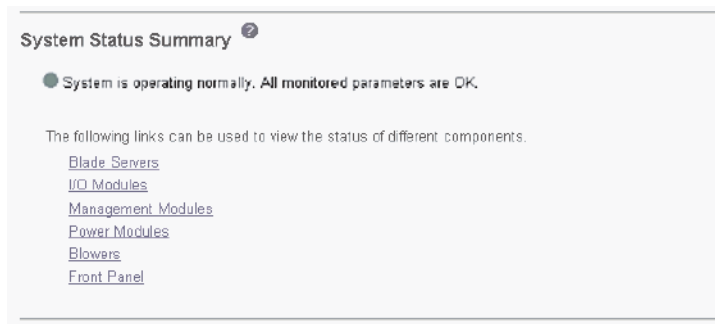 System Status Summary ?
System is operating normally. All monitored parameters are OK.
The following links can be used to view the status of different components.
Blade Servers
I/O Modules
Management Modules
Power Modules
Blowers
Front Panel